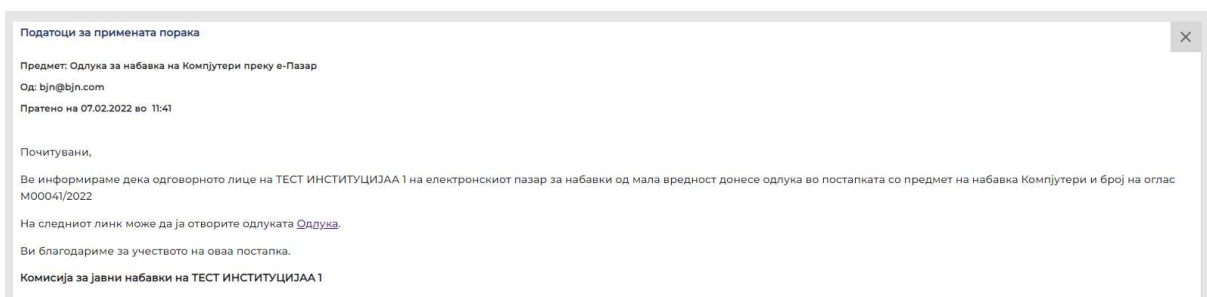 Податоци за примената порака
Предмет: Одлука за набавка на Компјутери преку е-Пазар
Од: bjn@bjn.com
Пратено на 07.02.2022 во 11:41
Почитувани,
Ве информираме дека одговорното лице на ТЕСТ ИНСТИТУЦИЈАА 1 на електронскиот пазар за набавки од мала вредност донесе одлука во постапката со предмет на набавка Компјутери и број на оглас
М00041/2022
На следниот линк може да ја отворите одлуката Одлука.
Ви благодариме за учеството на оваа постапка.
Комисија за јавни набавки на ТЕСТ ИНСТИТУЦИЈАА 1